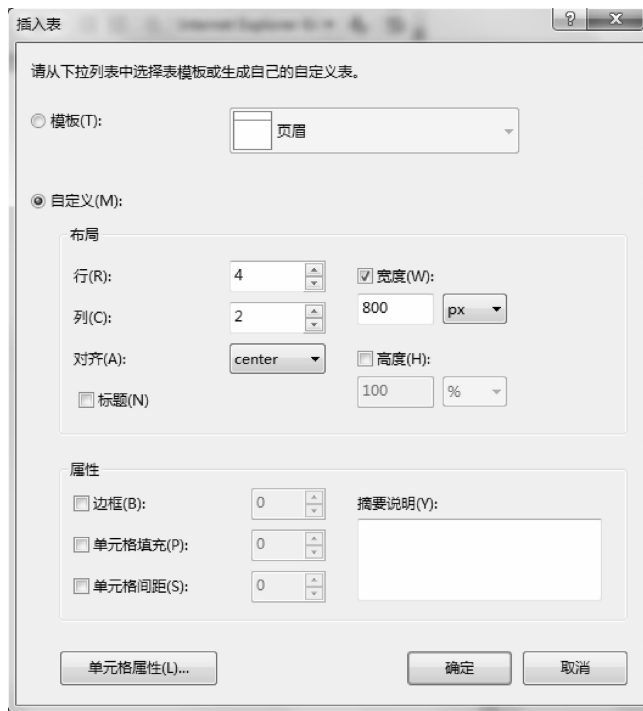 插入表
请从下拉列表中选择表模板或生成自己的自定义表。
模板(T):
页眉
自定义(M):
布局
行(R): 4
宽度(W):
列(C): 2
800 px
对齐(A): center
高度(H):
标题(N)
100 %
属性
边框(B): 0
摘要说明(Y):
单元格填充(P): 0
单元格间距(S): 0
单元格属性(L)...
确定
取消